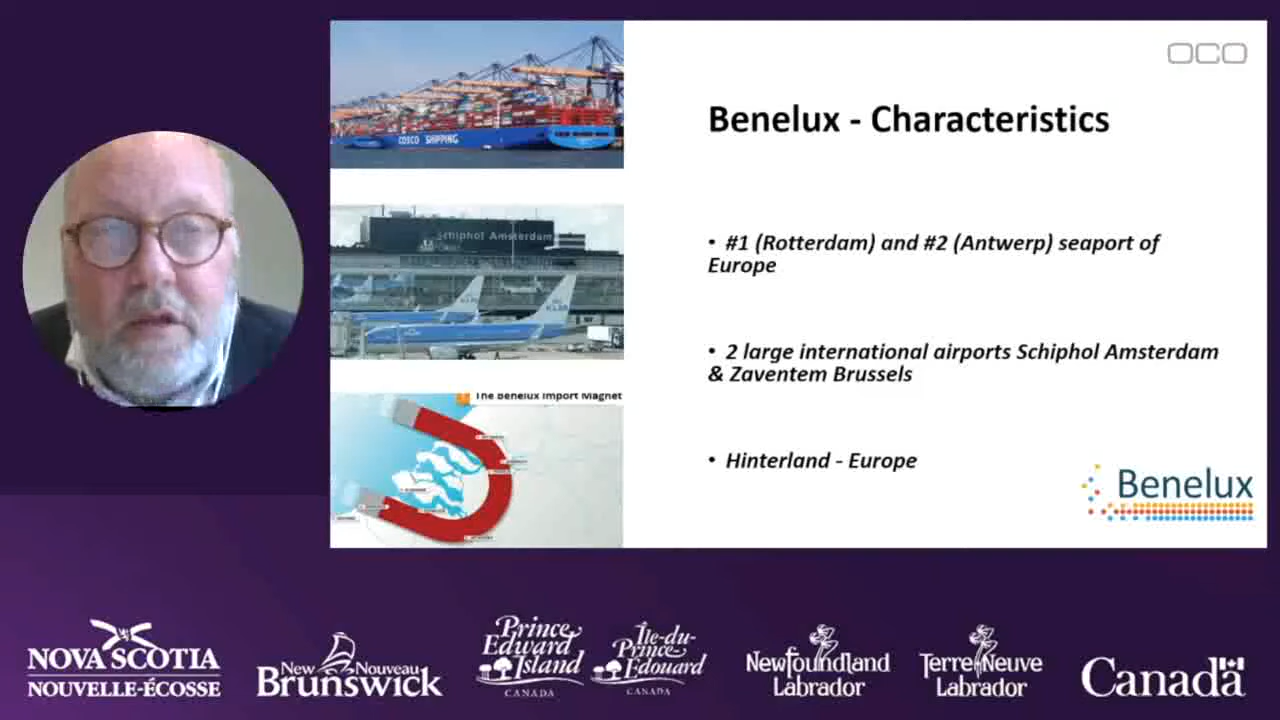 OCO
Benelux - Characteristics
• #1 (Rotterdam) and #2 (Antwerp) seaport of
Europe
• 2 large international airports Schiphol Amsterdam
& Zaventem Brussels
• Hinterland - Europe
Benelux
COSCO SHIPPING
Schiphol Amsterdam
KLM
The Benelux Import Magnet
NOVA SCOTIA
NOUVELLE-ÉCOSSE
New Nouveau
Brunswick
Prince
Edward
Island
CANADA
Île-du-
Prince
Édouard
CANADA
Newfoundland
Labrador
Terre Neuve
Labrador
Canada